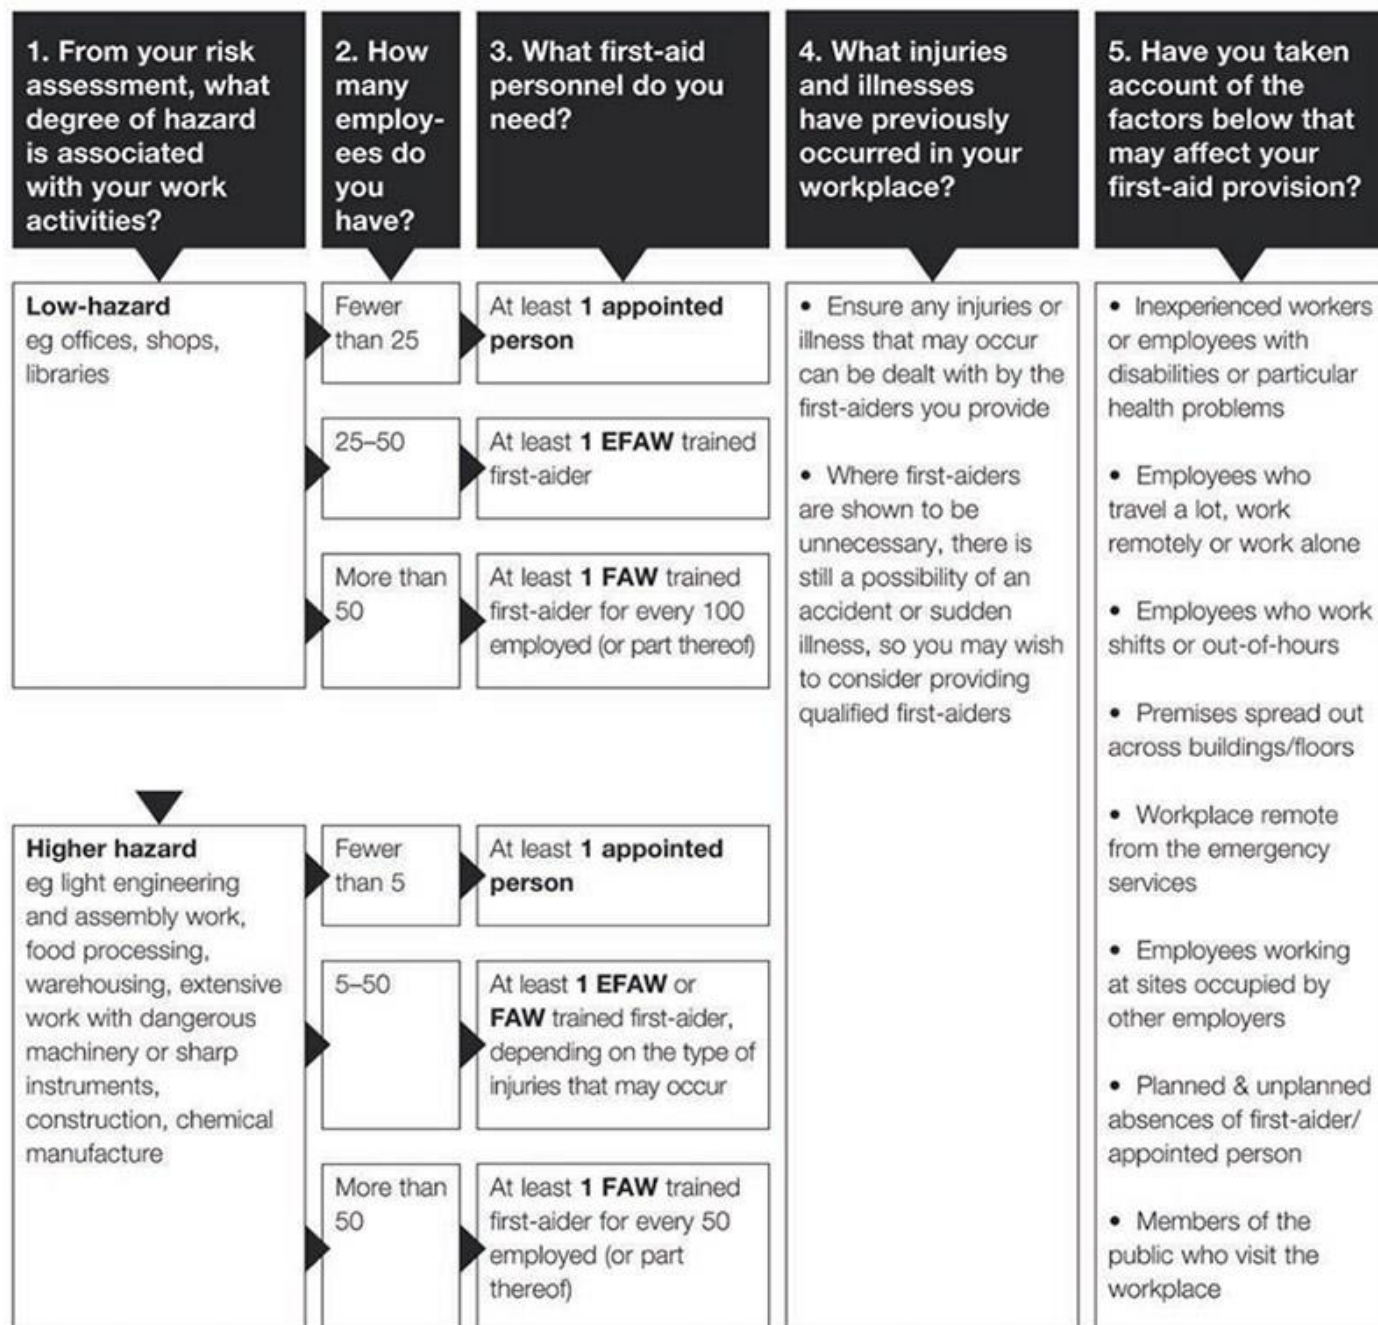 1. From your risk
assessment, what
degree of hazard
is associated
with your work
activities?
2. How
many
employ-
ees do
you
have?
3. What first-aid
personnel do you
need?
4. What injuries
and illnesses
have previously
occurred in your
workplace?
5. Have you taken
account of the
factors below that
may affect your
first-aid provision?
Low-hazard
eg offices, shops,
libraries
Fewer
than 25
At least 1 appointed
person
25–50
At least 1 EFAW trained
first-aider
More than
50
At least 1 FAW trained
first-aider for every 100
employed (or part thereof)
Higher hazard
eg light engineering
and assembly work,
food processing,
warehousing, extensive
work with dangerous
machinery or sharp
instruments,
construction, chemical
manufacture
Fewer
than 5
At least 1 appointed
person
5–50
At least 1 EFAW or
FAW trained first-aider,
depending on the type of
injuries that may occur
More than
50
At least 1 FAW trained
first-aider for every 50
employed (or part
thereof)
• Ensure any injuries or
illness that may occur
can be dealt with by the
first-aiders you provide
• Where first-aiders
are shown to be
unnecessary, there is
still a possibility of an
accident or sudden
illness, so you may wish
to consider providing
qualified first-aiders
• Inexperienced workers
or employees with
disabilities or particular
health problems
• Employees who
travel a lot, work
remotely or work alone
• Employees who work
shifts or out-of-hours
• Premises spread out
across buildings/floors
• Workplace remote
from the emergency
services
• Employees working
at sites occupied by
other employers
• Planned & unplanned
absences of first-aider/
appointed person
• Members of the
public who visit the
workplace